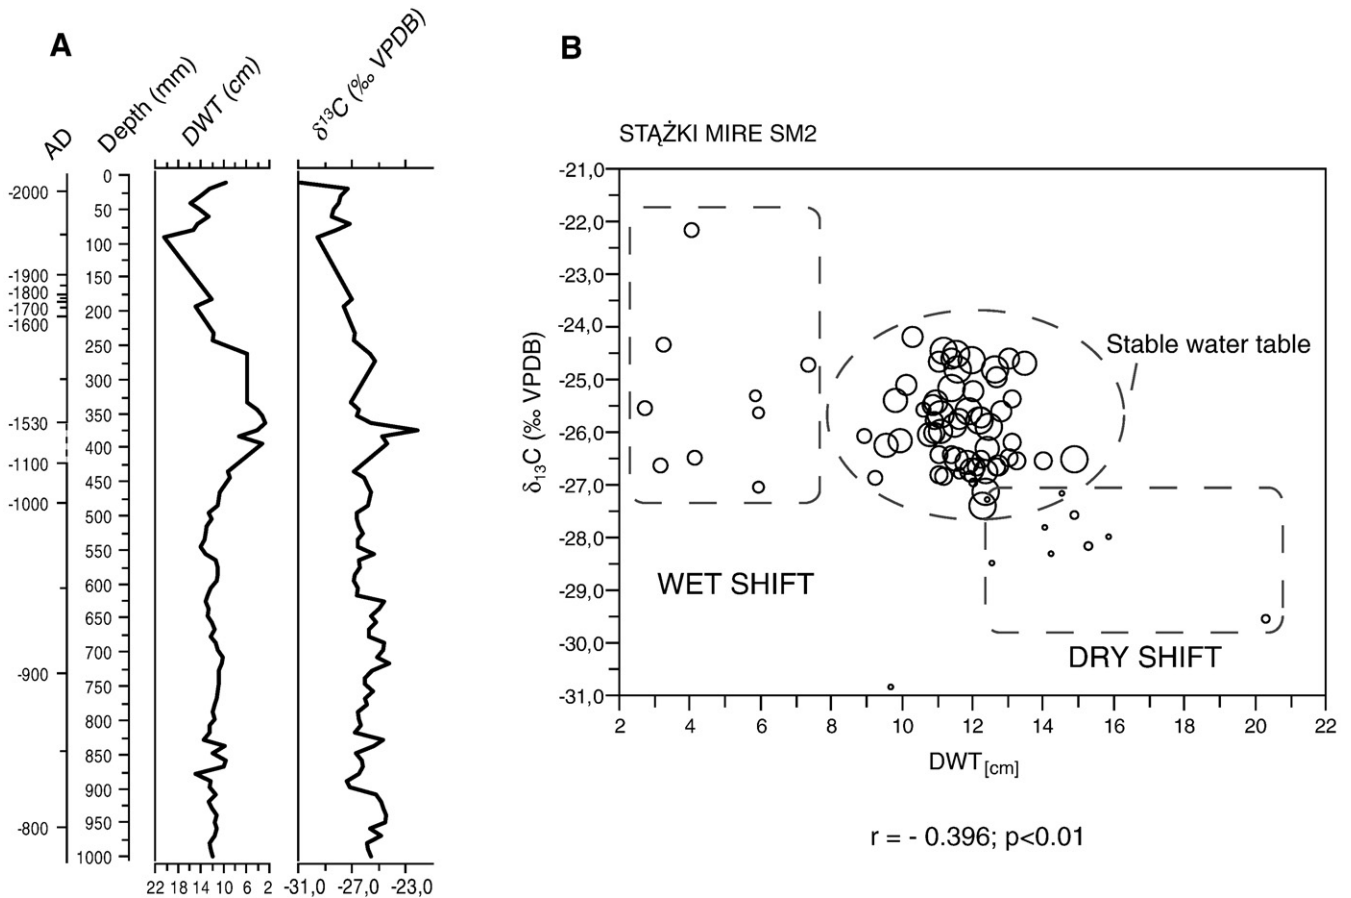 A
AD
Depth (mm)
DWT (cm)
δ¹³C (‰ VPDB)
-2000
-1900
-1800
-1700
-1600
-1530
-1100
-1000
-900
-800
0
50
100
150
200
250
300
350
400
450
500
550
600
650
700
750
800
850
900
950
1000
22 18 14 10 6 2
-31,0 -27,0 -23,0
B
STĄŻKI MIRE SM2
-21,0
-22,0
-23,0
-24,0
-25,0
-26,0
-27,0
-28,0
-29,0
-30,0
-31,0
δ₁₃C (‰ VPDB)
Stable water table
WET SHIFT
DRY SHIFT
2 4 6 8 10 12 14 16 18 20 22
DWT[cm]
r = - 0.396; p<0.01